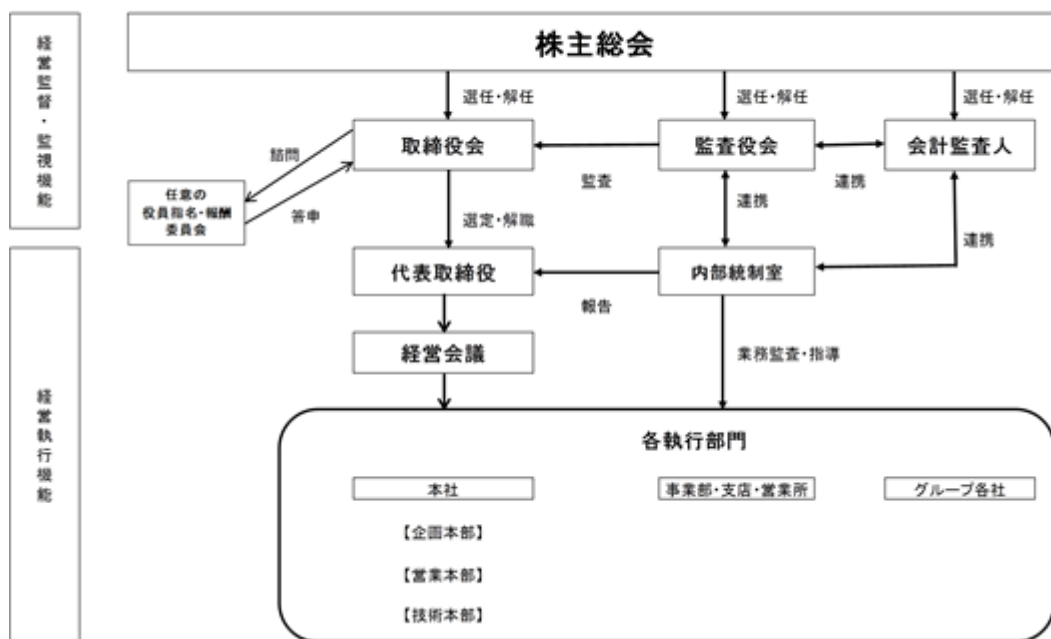 経営監督・監視機能
株主総会
選任・解任
選任・解任
選任・解任
取締役会
監査役会
会計監査人
諮問
監査
連携
任意の
役員指名・報酬
委員会
答申
選定・解職
連携
連携
経営執行機能
代表取締役
内部統制室
報告
経営会議
業務監査・指導
各執行部門
本社
事業部・支店・営業所
グループ各社
【企画本部】
【営業本部】
【技術本部】